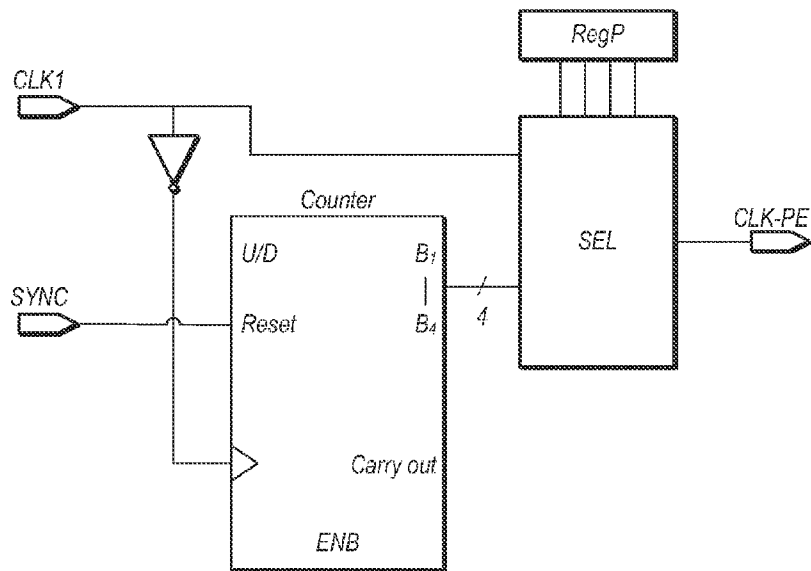 RegP
CLK1
Counter
CLK-PE
SEL
U/D
B1
SYNC
Reset
B4
4
Carry out
ENB